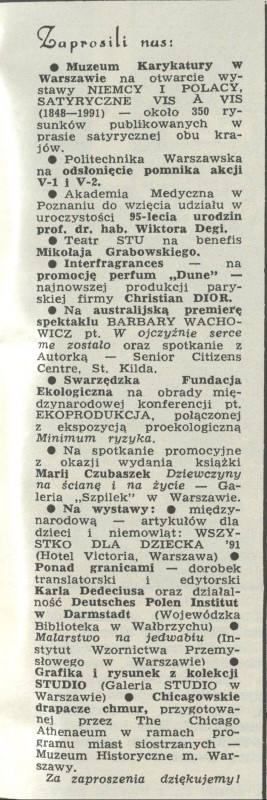 Zaprosili nas:
● Muzeum Karykatury w
Warszawie na otwarcie wy-
stawy NIEMCY I POLACY,
SATYRYCZNE VIS À VIS
(1848—1991) — około 350 ry-
sunków publikowanych w
prasie satyrycznej obu kra-
jów.
● Politechnika Warszawska
na odsłonięcie pomnika akcji
V-1 i V-2.
● Akademia Medyczna w
Poznaniu do wzięcia udziału w
uroczystości 95-lecia urodzin
prof. dr. hab. Wiktora Degi.
● Teatr STU na benefis
Mikołaja Grabowskiego.
● Interfragrances — na
promocję perfum „Dune" —
najnowszej produkcji pary-
skiej firmy Christian DIOR.
● Na australijską premierę
spektaklu BARBARY WACHO-
WICZ pt. W ojczyźnie serce
me zostało oraz spotkanie z
Autorką — Senior Citizens
Centre, St. Kilda.
● Swarzędzka Fundacja
Ekologiczna na obrady mię-
dzynarodowej konferencji pt.
EKOPRODUKCJA, połączonej
z ekspozycją proekologiczną
Minimum ryzyka.
● Na spotkanie promocyjne
z okazji wydania książki
Marii Czubaszek Dziewczyny
na ścianę i na życie — Ga-
leria „Szpilek" w Warszawie.
● Na wystawy: ● między-
narodową — artykułów dla
dzieci i niemowląt: WSZY-
STKO DLA DZIECKA '91
(Hotel Victoria, Warszawa) ●
Ponad granicami — dorobek
translatorski i edytorski
Karla Dedeciusa oraz działal-
ność Deutsches Polen Institut
w Darmstadt (Wojewódzka
Biblioteka w Wałbrzychu) ●
Malarstwo na jedwabiu (In-
stytut Wzornictwa Przemy-
słowego w Warszawie) ●
Grafika i rysunek z kolekcji
STUDIO (Galeria STUDIO w
Warszawie) ● Chicagowskie
drapacze chmur, przygotowa-
nej przez The Chicago
Athenaeum w ramach pro-
gramu miast siostrzanych —
Muzeum Historyczne m. War-
szawy.
Za zaproszenia dziękujemy!